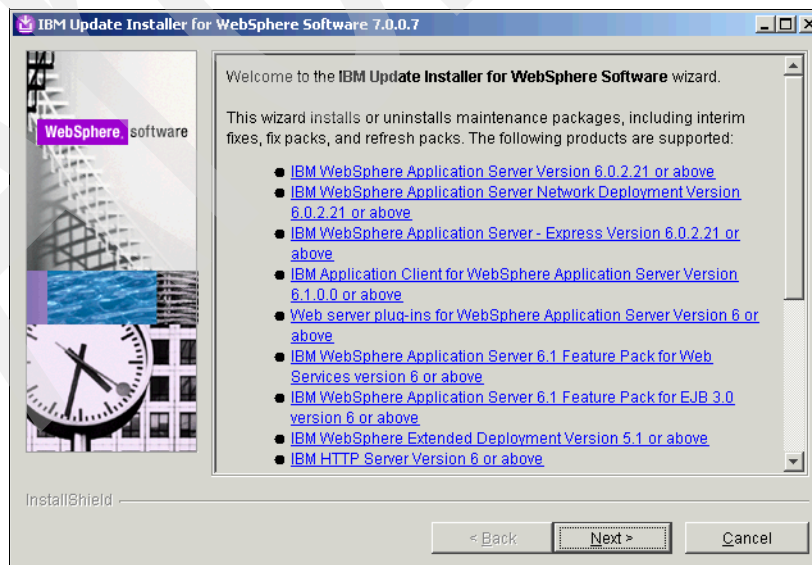 IBM Update Installer for WebSphere Software 7.0.0.7
WebSphere. software
Welcome to the IBM Update Installer for WebSphere Software wizard.
This wizard installs or uninstalls maintenance packages, including interim
fixes, fix packs, and refresh packs. The following products are supported:
IBM WebSphere Application Server Version 6.0.2.21 or above
IBM WebSphere Application Server Network Deployment Version
6.0.2.21 or above
IBM WebSphere Application Server - Express Version 6.0.2.21 or
above
IBM Application Client for WebSphere Application Server Version
6.1.0.0 or above
Web server plug-ins for WebSphere Application Server Version 6 or
above
IBM WebSphere Application Server 6.1 Feature Pack for Web
Services version 6 or above
IBM WebSphere Application Server 6.1 Feature Pack for EJB 3.0
version 6 or above
IBM WebSphere Extended Deployment Version 5.1 or above
IBM HTTP Server Version 6 or above
InstallShield
< Back
Next >
Cancel